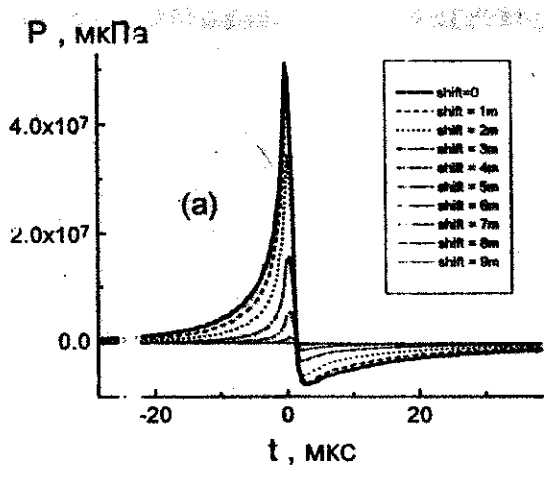 P , мкПа
shift=0
shift = 1m
shift = 2m
shift = 3m
shift = 4m
shift = 5m
shift = 6m
shift = 7m
shift = 8m
shift = 9m
4.0x10⁷
(a)
2.0x10⁷
0.0
-20 0 20
t , мкс